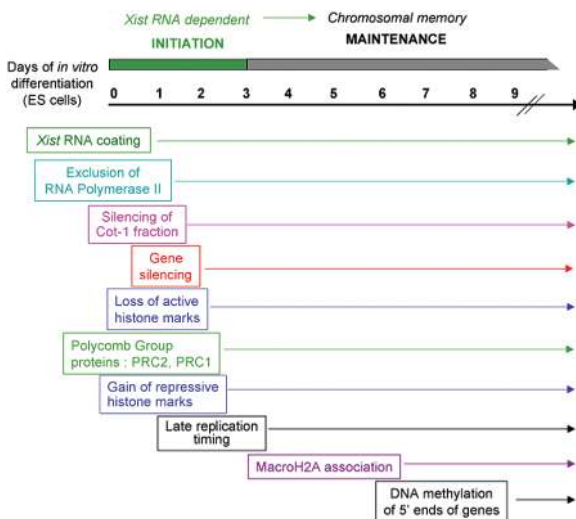 Xist RNA dependent Chromosomal memory
INITIATION MAINTENANCE
Days of in vitro
differentiation
(ES cells)
0 1 2 3 4 5 6 7 8 9
Xist RNA coating
Exclusion of
RNA Polymerase II
Silencing of
Cot-1 fraction
Gene
silencing
Loss of active
histone marks
Polycomb Group
proteins : PRC2, PRC1
Gain of repressive
histone marks
Late replication
timing
MacroH2A association
DNA methylation
of 5' ends of genes